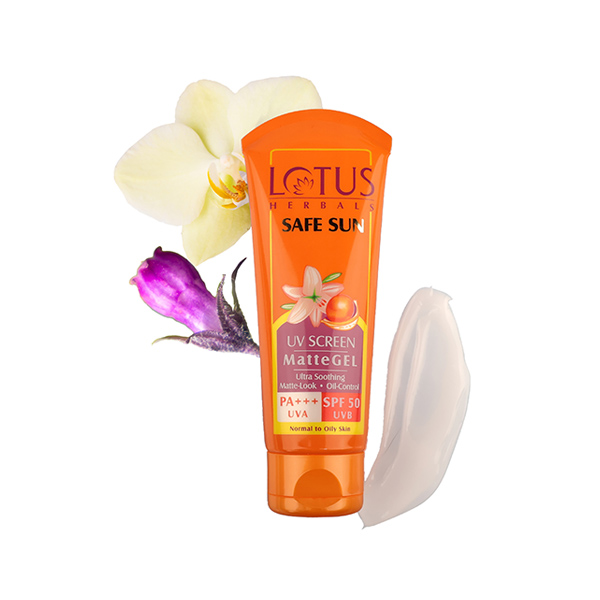 LOTUS
HERBALS
SAFE SUN
UV SCREEN
MatteGEL
Ultra Soothing
Matte-Look • Oil-Control
PA+++ SPF 50
UVA UVB
Normal to Oily Skin